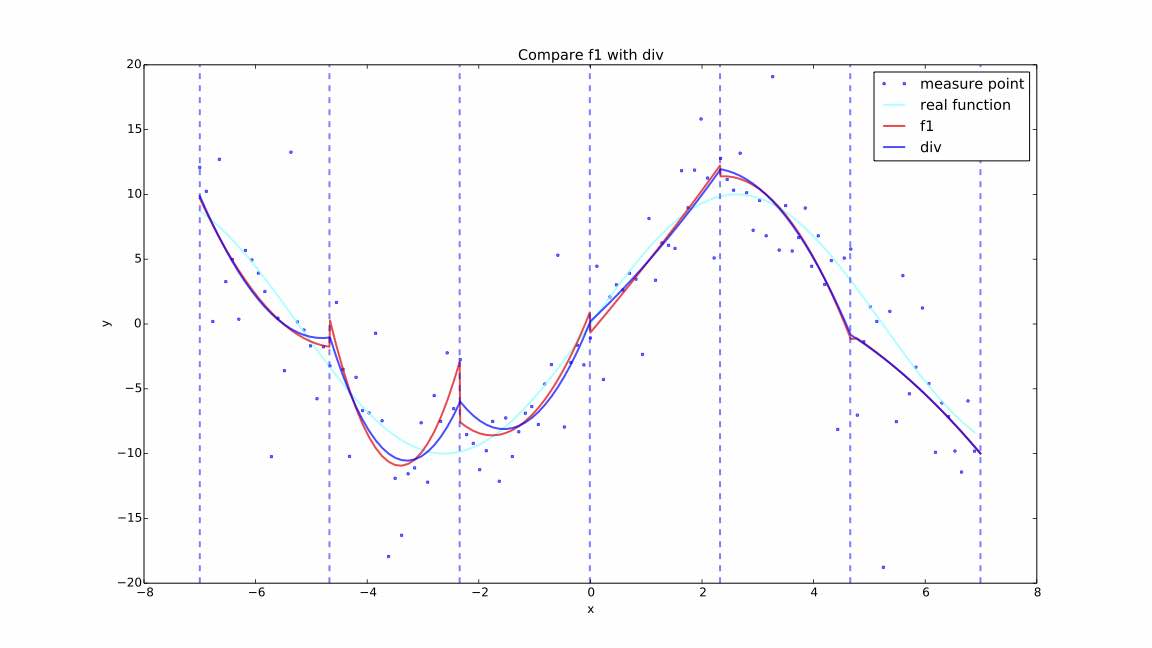 Compare f1 with div
20
15
10
5
0
−5
−10
−15
−20
y
−8
−6
−4
−2
0
2
4
6
8
x
measure point
real function
f1
div